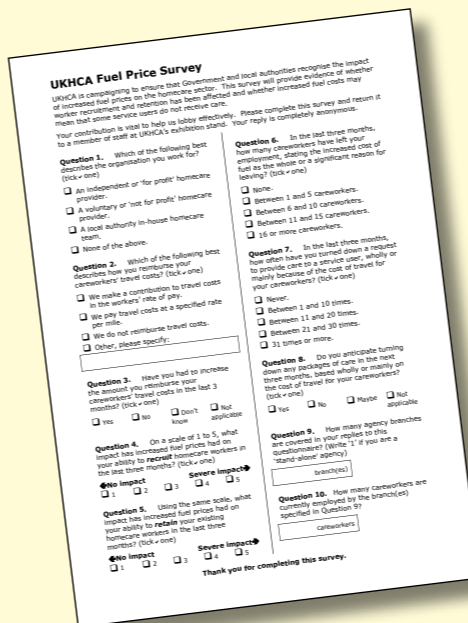 UKHCA Fuel Price Survey
UKHCA is campaigning to ensure that Government and local authorities recognise the impact
of increased fuel prices on the homecare sector. This survey will provide evidence of whether
worker recruitment and retention has been affected and whether increased fuel costs may
mean that some service users do not receive care.
Your contribution is vital to help us lobby effectively. Please complete this survey and return it
to a member of staff at UKHCA's exhibition stand. Your reply is completely anonymous.
Question 1. Which of the following best
describes the organisation you work for?
(tick ✔ one)
❑ An independent or 'for profit' homecare
provider.
❑ A voluntary or 'not for profit' homecare
provider.
❑ A local authority in-house homecare
team.
❑ None of the above.
Question 2. Which of the following best
describes how you reimburse your
careworkers' travel costs? (tick ✔ one)
❑ We make a contribution to travel costs
in the workers' rate of pay.
❑ We pay travel costs at a specified rate
per mile.
❑ We do not reimburse travel costs.
❑ Other, please specify:
Question 3. Have you had to increase
the amount you reimburse your
careworkers' travel costs in the last 3
months? (tick ✔ one)
❑ Yes ❑ No ❑ Don't know ❑ Not applicable
Question 4. On a scale of 1 to 5, what
impact has increased fuel prices had on
your ability to recruit homecare workers in
the last three months? (tick ✔ one)
No impact Severe impact
❑ 1 ❑ 2 ❑ 3 ❑ 4 ❑ 5
Question 5. Using the same scale, what
impact has increased fuel prices had on
your ability to retain your existing
homecare workers in the last three
months? (tick ✔ one)
No impact Severe impact
❑ 1 ❑ 2 ❑ 3 ❑ 4 ❑ 5
Question 6. In the last three months,
how many careworkers have left your
employment, stating the increased cost of
fuel as the whole or a significant reason for
leaving? (tick ✔ one)
❑ None.
❑ Between 1 and 5 careworkers.
❑ Between 6 and 10 careworkers.
❑ Between 11 and 15 careworkers.
❑ 16 or more careworkers.
Question 7. In the last three months,
how often have you turned down a request
to provide care to a service user, wholly or
mainly because of the cost of travel for
your careworkers? (tick ✔ one)
❑ Never.
❑ Between 1 and 10 times.
❑ Between 11 and 20 times.
❑ Between 21 and 30 times.
❑ 31 times or more.
Question 8. Do you anticipate turning
down any packages of care in the next
three months, based wholly or mainly on
the cost of travel for your careworkers?
(tick ✔ one)
❑ Yes ❑ No ❑ Maybe ❑ Not applicable
Question 9. How many agency branches
are covered in your replies to this
questionnaire? (Write '1' if you are a
'stand-alone' agency)
branch(es)
Question 10. How many careworkers are
currently employed by the branch(es)
specified in Question 9?
careworkers
Thank you for completing this survey.